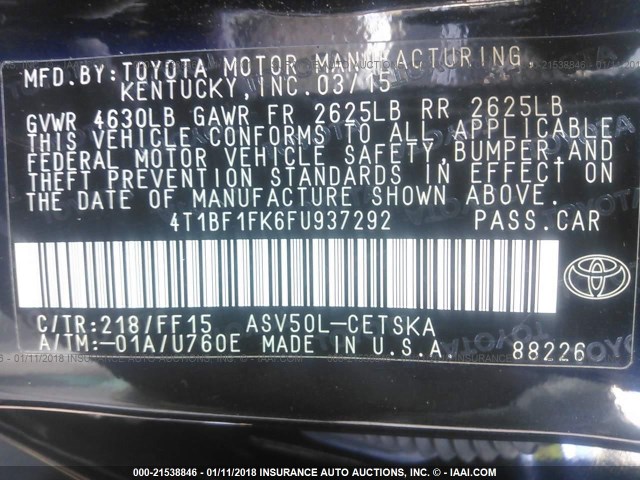 MFD.BY:TOYOTA MOTOR MANUFACTURING
KENTUCKY,INC.03/15
GVWR 4630LB GAWR FR 2625LB RR 2625LB
THIS VEHICLE CONFORMS TO ALL APPLICABLE
FEDERAL MOTOR VEHICLE SAFETY,BUMPER,AND
THEFT PREVENTION STANDARDS IN EFFECT ON
THE DATE OF MANUFACTURE SHOWN ABOVE.
4T1BF1FK6FU937292 PASS.CAR
C/TR:218/FF15 ASV50L-CETSKA
A/TM:-01A/U760E MADE IN U.S.A. 88226
000-21538846 - 01/11/2018 INSURANCE AUTO AUCTIONS, INC. - IAAI.COM